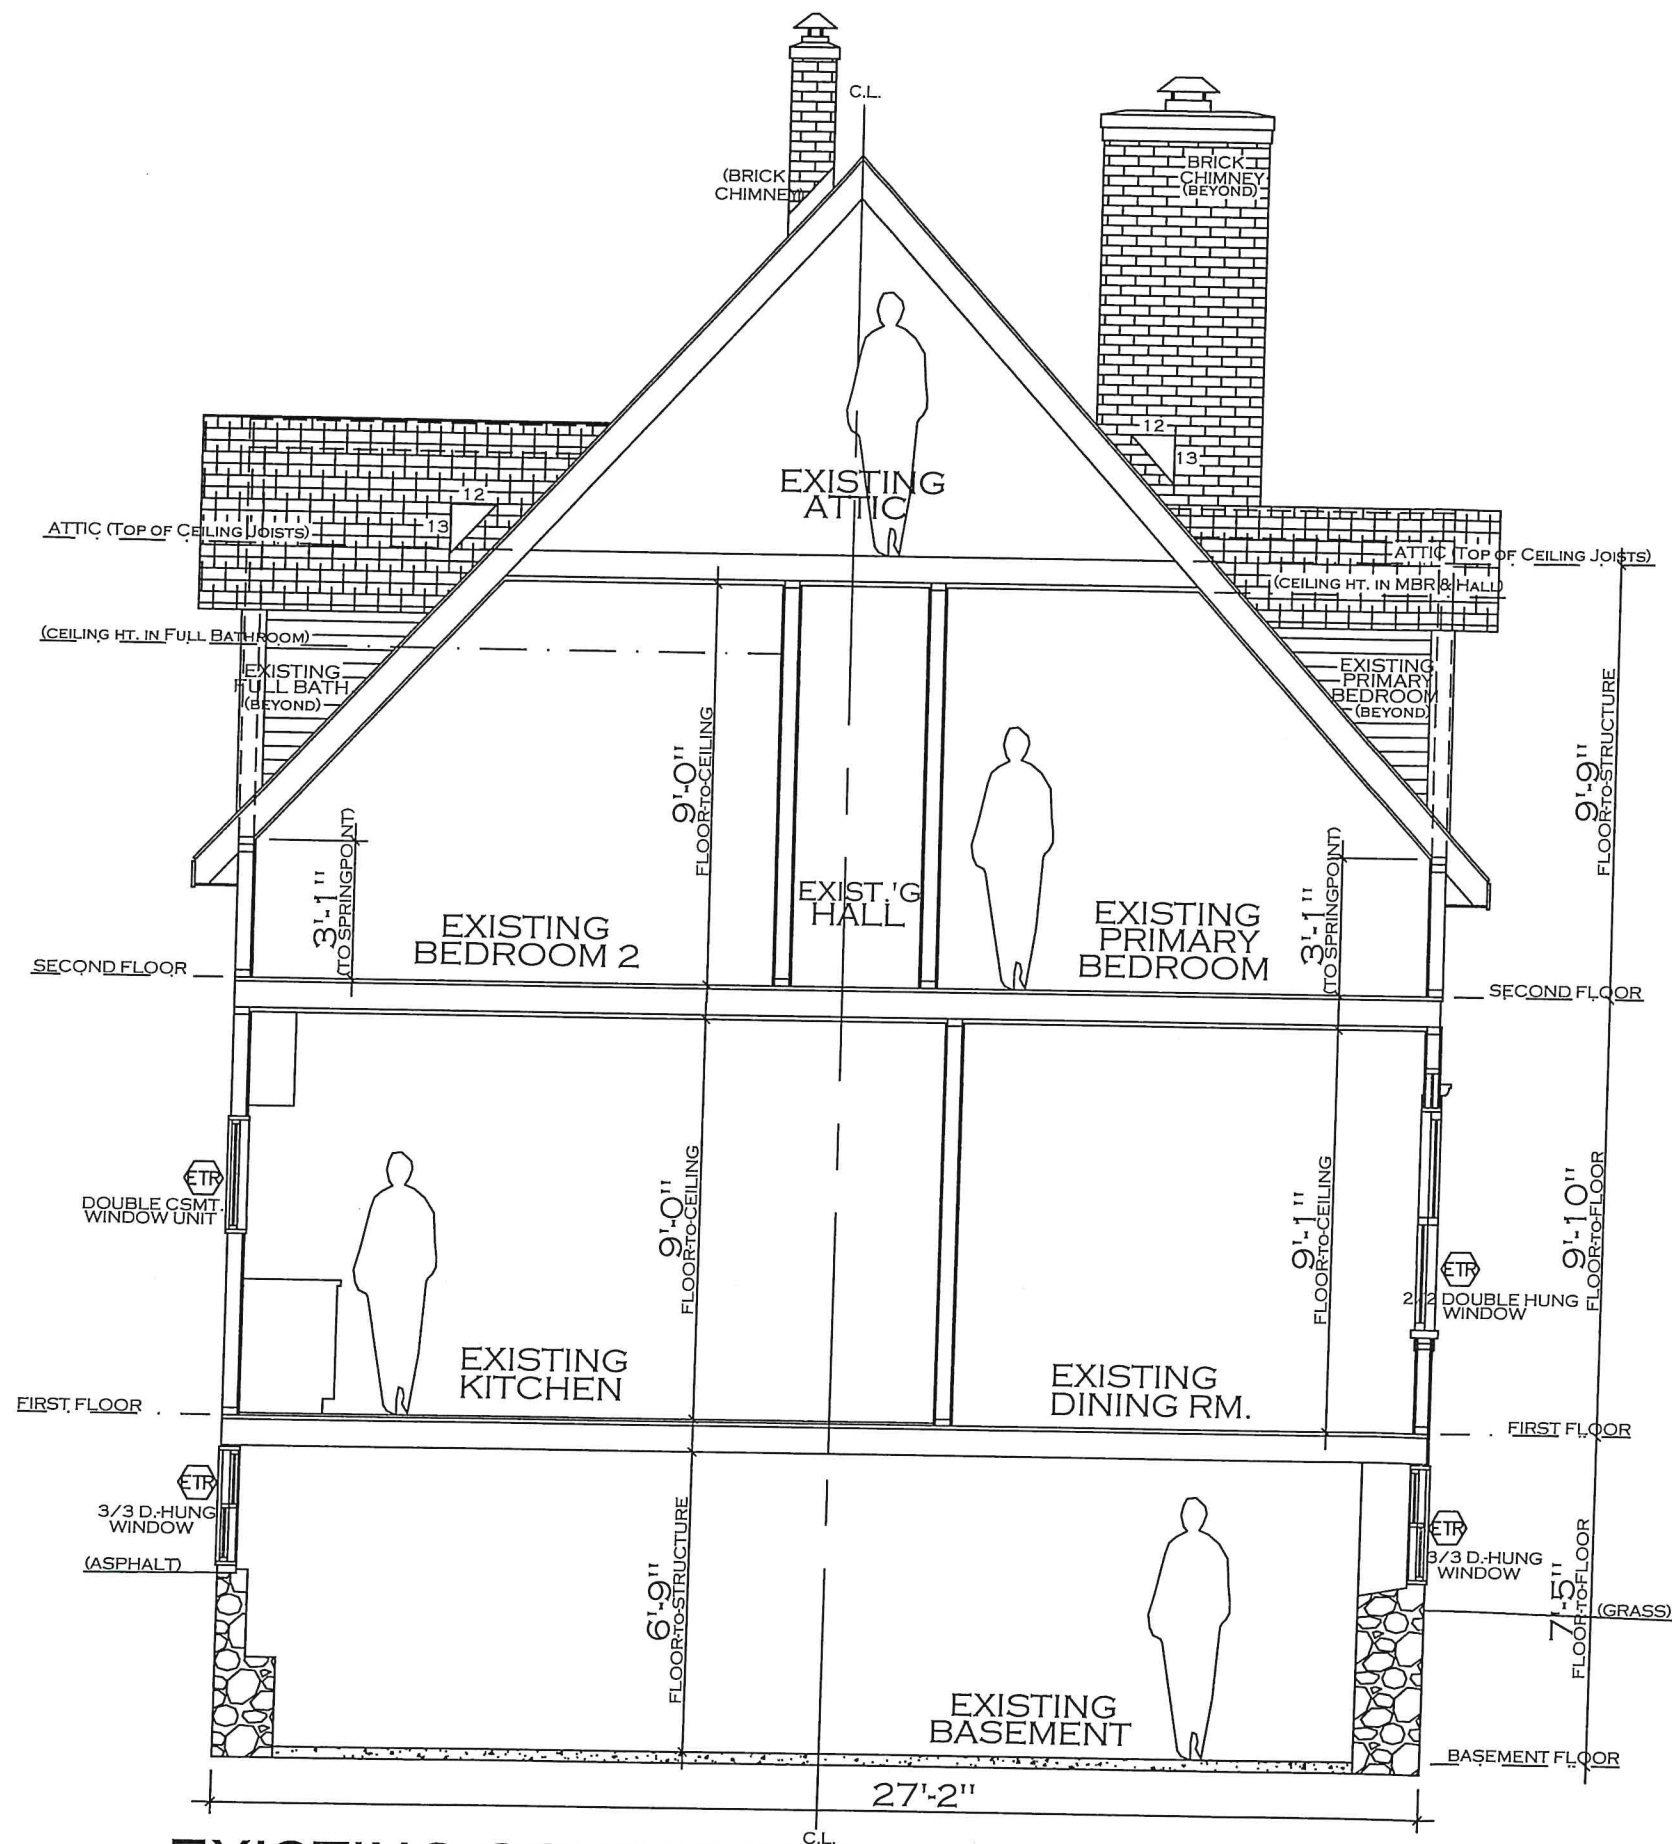 C.L.
(BRICK
CHIMNEY)
BRICK
CHIMNEY
(BEYOND)
12
13
12
13
EXISTING
ATTIC
ATTIC (TOP OF CEILING JOISTS)
ATTIC (TOP OF CEILING JOISTS)
(CEILING HT. IN MBR & HALL)
(CEILING HT. IN FULL BATHROOM)
EXISTING
FULL BATH
(BEYOND)
EXISTING
PRIMARY
BEDROOM
(BEYOND)
9'-0"
FLOOR-TO-CEILING
9'-9"
FLOOR-TO-STRUCTURE
3'-1"
(TO SPRINGPOINT)
3'-1"
(TO SPRINGPOINT)
EXISTING
BEDROOM 2
EXIST.'G
HALL
EXISTING
PRIMARY
BEDROOM
SECOND FLOOR
SECOND FLOOR
ETR
DOUBLE CSMT.
WINDOW UNIT
9'-0"
FLOOR-TO-CEILING
9'-1"
FLOOR-TO-CEILING
9'-10"
FLOOR-TO-FLOOR
ETR
2/2 DOUBLE HUNG
WINDOW
EXISTING
KITCHEN
EXISTING
DINING RM.
FIRST FLOOR
FIRST FLOOR
ETR
3/3 D.-HUNG
WINDOW
(ASPHALT)
6'-9"
FLOOR-TO-STRUCTURE
ETR
3/3 D.-HUNG
WINDOW
7'-5"
FLOOR-TO-FLOOR
(GRASS)
EXISTING
BASEMENT
BASEMENT FLOOR
27'-2"
C.L.
EXISTING